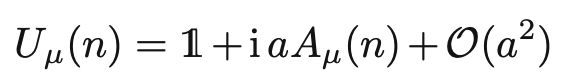 U_μ(n) = 𝟙 + i a A_μ(n) + 𝒪(a²)